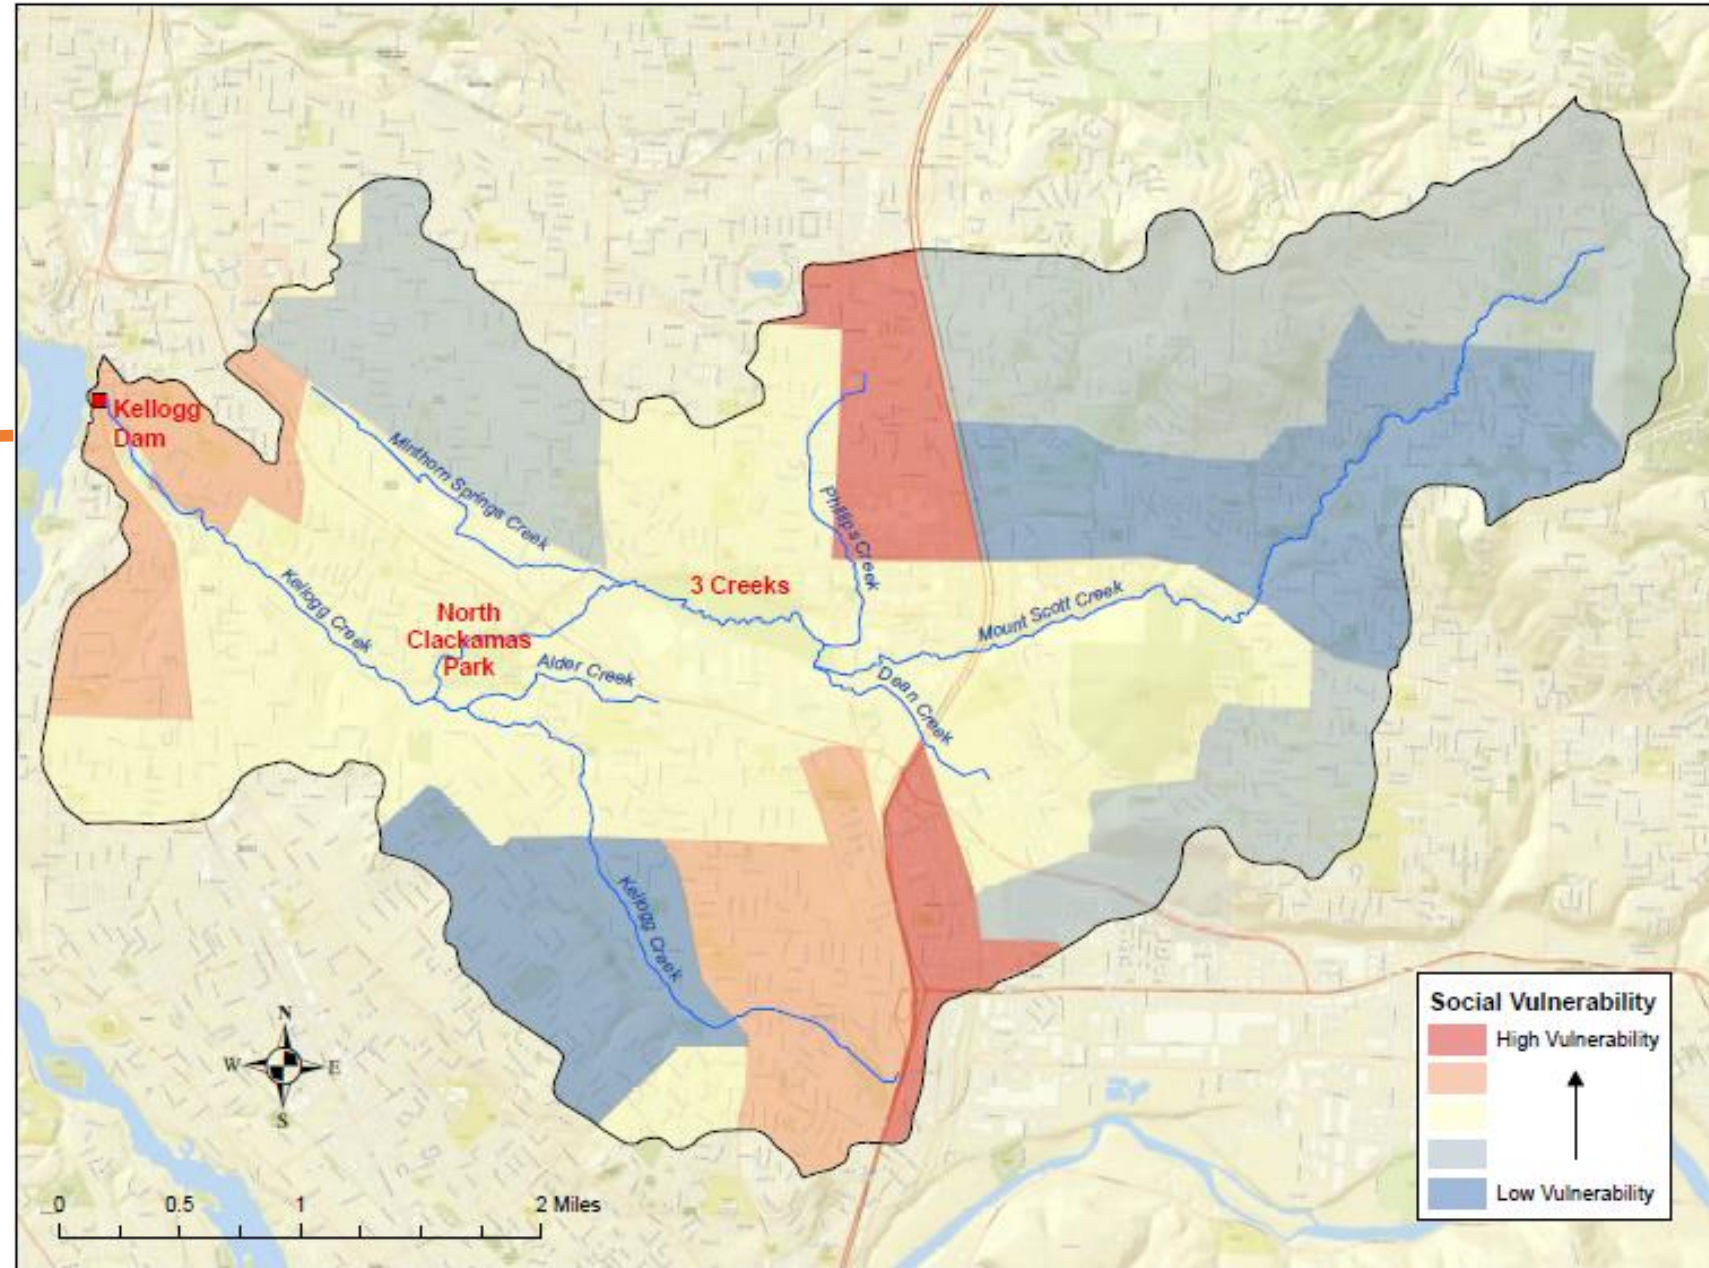 Kellogg
Dam
Minthorn Springs Creek
Phillips Creek
3 Creeks
Kellogg Creek
North
Clackamas
Park
Alder Creek
Mount Scott Creek
Dean Creek
Kellogg Creek
N
W E
S
0 0.5 1 2 Miles
Social Vulnerability
High Vulnerability
Low Vulnerability